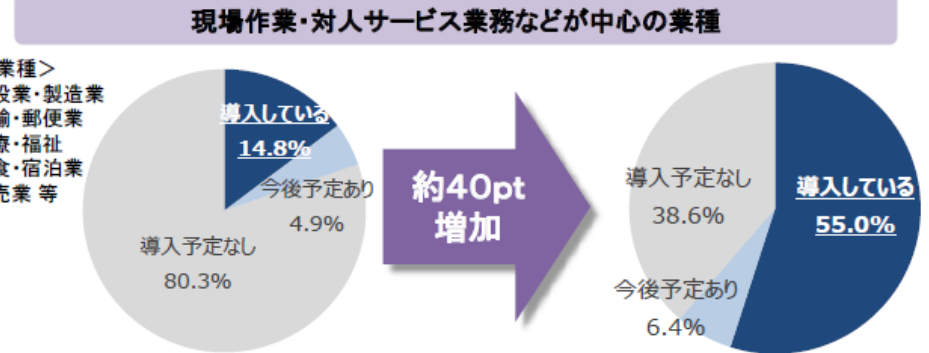 現場作業・対人サービス業務などが中心の業種
業種＞
設業・製造業
輸・郵便業
療・福祉
食・宿泊業
売業 等
導入している
14.8%
今後予定あり
4.9%
導入予定なし
80.3%
約40pt
増加
導入予定なし
38.6%
導入している
55.0%
今後予定あり
6.4%